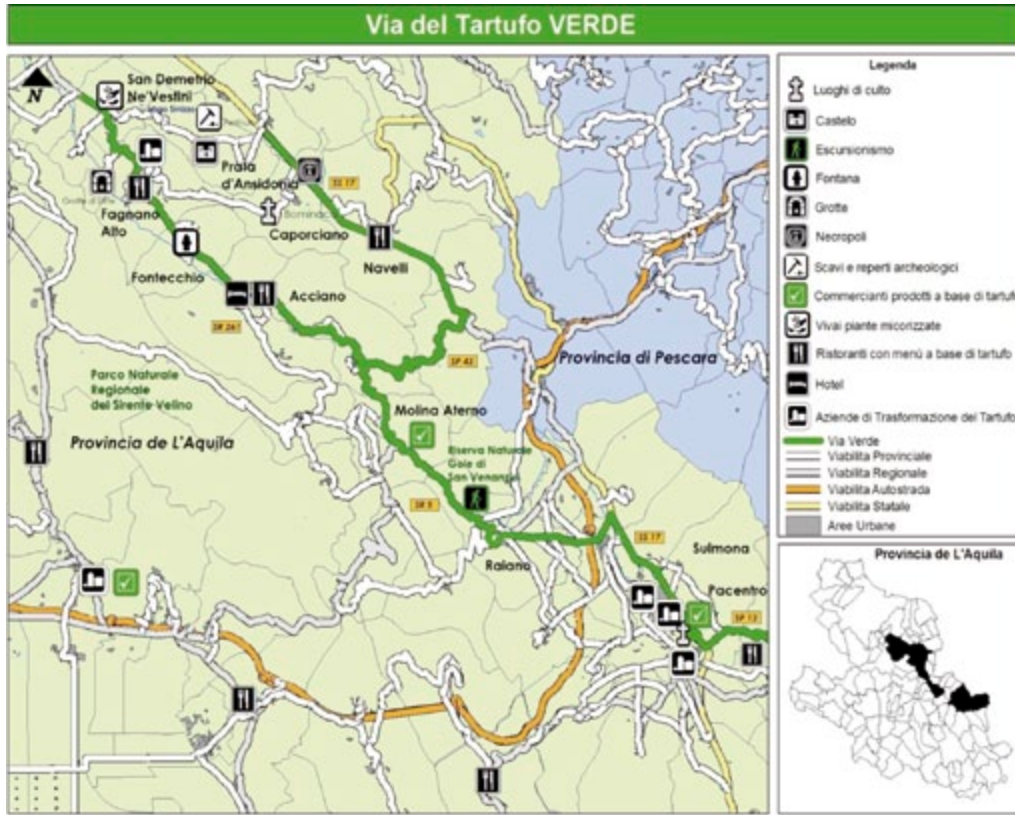 Via del Tartufo VERDE
N
San Demetrio
Ne'Vestini
Prata
d'Ansidonia
SS 17
Fagnano
Alto
Caporciano
Navelli
Fontecchio
Acciano
SR 261
SP 42
Provincia di Pescara
Parco Naturale
Regionale
del Sirente Velino
Provincia de L'Aquila
Molina Aterno
Riserva Naturale
Gole di
San Venanzio
SR 5
Raiano
SS 17
Sulmona
Pacentro
SP 13
Legenda
Luoghi di culto
Castelo
Escursionismo
Fontana
Grotte
Necropoli
Scavi e reperti archeologici
Commercianti prodotti a base di tartufo
Vivai piante micorizzate
Ristoranti con menù a base di tartufo
Hotel
Aziende di Trasformazione del Tartufo
Via Verde
Viabilita Provinciale
Viabilita Regionale
Viabilita Autostrada
Viabilita Statale
Aree Urbane
Provincia de L'Aquila